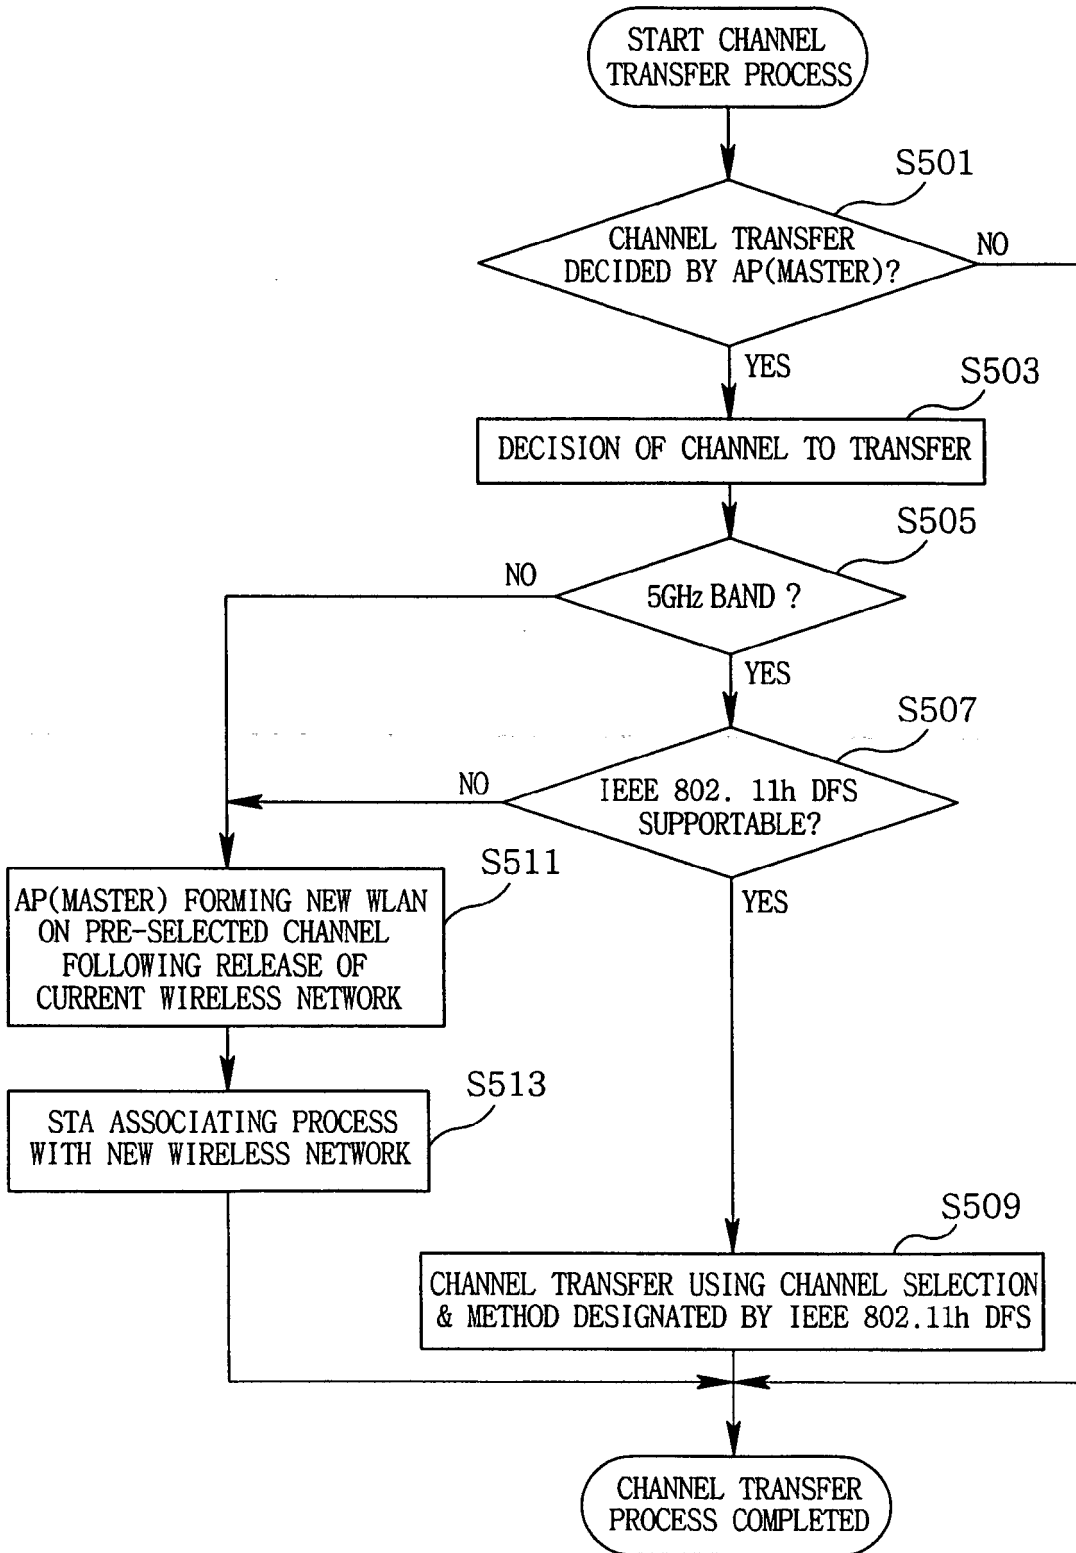 START CHANNEL
TRANSFER PROCESS
S501
CHANNEL TRANSFER
DECIDED BY AP(MASTER)?
NO
YES
S503
DECISION OF CHANNEL TO TRANSFER
S505
NO
5GHz BAND ?
YES
S507
NO
IEEE 802. 11h DFS
SUPPORTABLE?
YES
S511
AP(MASTER) FORMING NEW WLAN
ON PRE-SELECTED CHANNEL
FOLLOWING RELEASE OF
CURRENT WIRELESS NETWORK
S513
STA ASSOCIATING PROCESS
WITH NEW WIRELESS NETWORK
S509
CHANNEL TRANSFER USING CHANNEL SELECTION
& METHOD DESIGNATED BY IEEE 802.11h DFS
CHANNEL TRANSFER
PROCESS COMPLETED